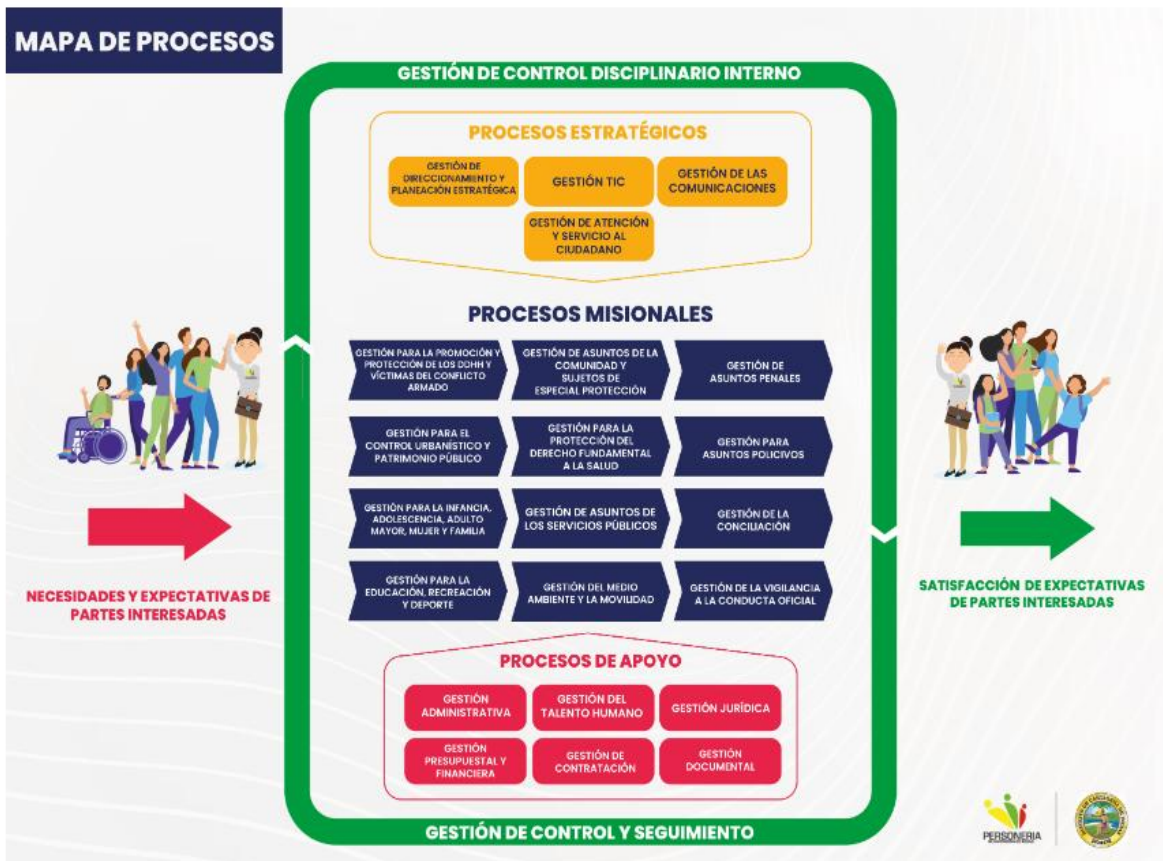 MAPA DE PROCESOS
GESTIÓN DE CONTROL DISCIPLINARIO INTERNO
PROCESOS ESTRATÉGICOS
GESTIÓN DE
DIRECCIONAMIENTO Y
PLANEACIÓN ESTRATÉGICA
GESTIÓN TIC
GESTIÓN DE LAS
COMUNICACIONES
GESTIÓN DE ATENCIÓN
Y SERVICIO AL
CIUDADANO
PROCESOS MISIONALES
GESTIÓN PARA LA PROMOCIÓN Y
PROTECCIÓN DE LOS DDHH Y
VÍCTIMAS DEL CONFLICTO
ARMADO
GESTIÓN DE ASUNTOS DE LA
COMUNIDAD Y
SUJETOS DE
ESPECIAL PROTECCIÓN
GESTIÓN DE
ASUNTOS PENALES
GESTIÓN PARA EL
CONTROL URBANÍSTICO Y
PATRIMONIO PÚBLICO
GESTIÓN PARA LA
PROTECCIÓN DEL
DERECHO FUNDAMENTAL
A LA SALUD
GESTIÓN PARA
ASUNTOS POLICIVOS
GESTIÓN PARA LA INFANCIA,
ADOLESCENCIA, ADULTO
MAYOR, MUJER Y FAMILIA
GESTIÓN DE ASUNTOS DE
LOS SERVICIOS PÚBLICOS
GESTIÓN DE LA
CONCILIACIÓN
GESTIÓN PARA LA
EDUCACIÓN, RECREACIÓN
Y DEPORTE
GESTIÓN DEL MEDIO
AMBIENTE Y LA MOVILIDAD
GESTIÓN DE LA VIGILANCIA
A LA CONDUCTA OFICIAL
NECESIDADES Y EXPECTATIVAS DE
PARTES INTERESADAS
SATISFACCIÓN DE EXPECTATIVAS
DE PARTES INTERESADAS
PROCESOS DE APOYO
GESTIÓN
ADMINISTRATIVA
GESTIÓN DEL
TALENTO HUMANO
GESTIÓN JURÍDICA
GESTIÓN
PRESUPUESTAL Y
FINANCIERA
GESTIÓN DE
CONTRATACIÓN
GESTIÓN
DOCUMENTAL
GESTIÓN DE CONTROL Y SEGUIMIENTO
PERSONERIA